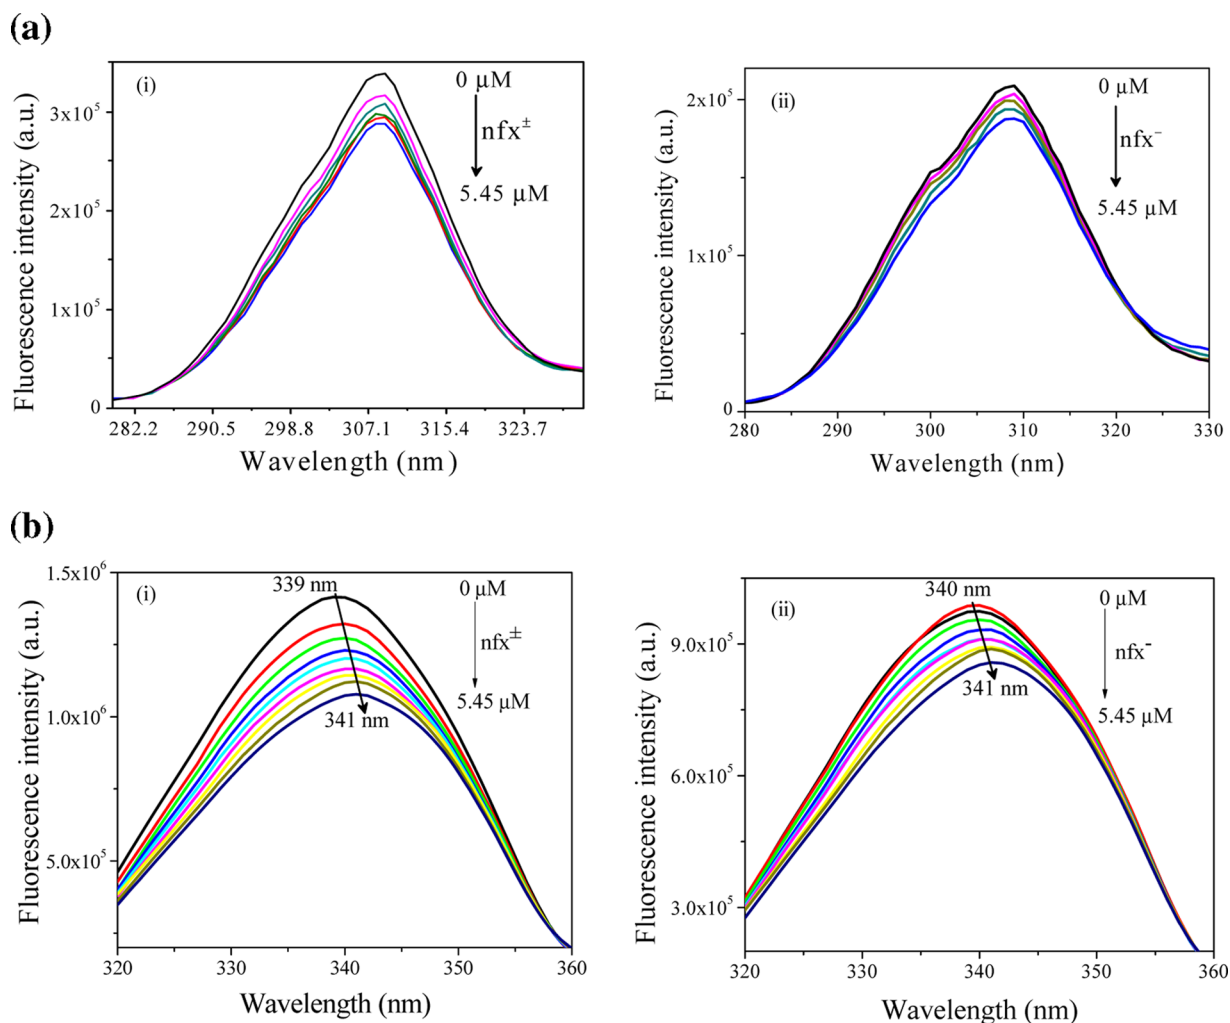 (a)
(i)
0 µM
nfx±
5.45 µM
3x10⁵
2x10⁵
1x10⁵
0
282.2 290.5 298.8 307.1 315.4 323.7
Wavelength (nm)
Fluorescence intensity (a.u.)
(ii)
0 µM
nfx⁻
5.45 µM
2x10⁵
1x10⁵
0
280 290 300 310 320 330
Wavelength (nm)
Fluorescence intensity (a.u.)
(b)
(i)
339 nm
0 µM
nfx±
5.45 µM
341 nm
1.5x10⁶
1.0x10⁶
5.0x10⁵
320 330 340 350 360
Wavelength (nm)
Fluorescence intensity (a.u.)
(ii)
340 nm
0 µM
nfx⁻
341 nm
5.45 µM
9.0x10⁵
6.0x10⁵
3.0x10⁵
320 330 340 350 360
Wavelength (nm)
Fluorescence intensity (a.u.)